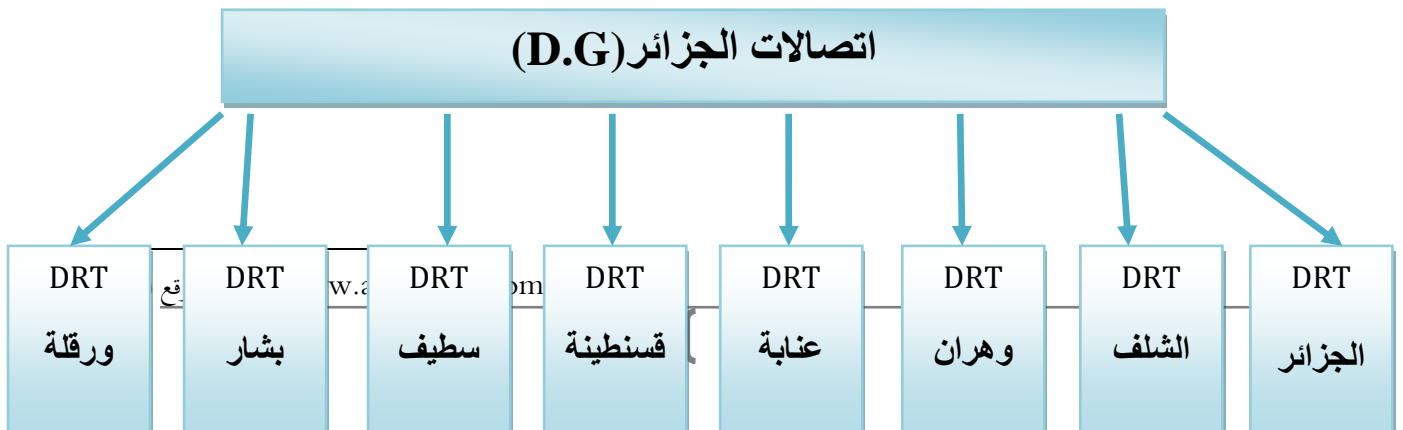 اتصالات الجزائر(D.G)
DRT
الجزائر
DRT
الشلف
DRT
وهران
DRT
عنابة
DRT
قسنطينة
DRT
سطيف
DRT
بشار
DRT
ورقلة